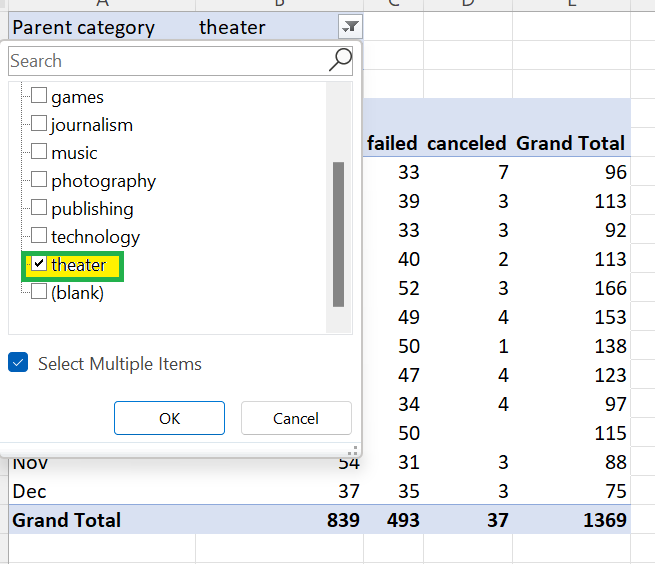 A B C D E
Parent category theater
Search
games
journalism
music
photography
publishing
technology
theater
(blank)
Select Multiple Items
OK Cancel
failed canceled Grand Total
33 7 96
39 3 113
33 3 92
40 2 113
52 3 166
49 4 153
50 1 138
47 4 123
34 4 97
50 115
Nov 54 31 3 88
Dec 37 35 3 75
Grand Total 839 493 37 1369